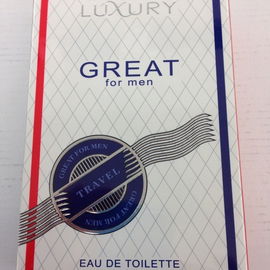 LUXURY
GREAT
for men
GREAT FOR MEN
TRAVEL
GREAT FOR MEN
EAU DE TOILETTE